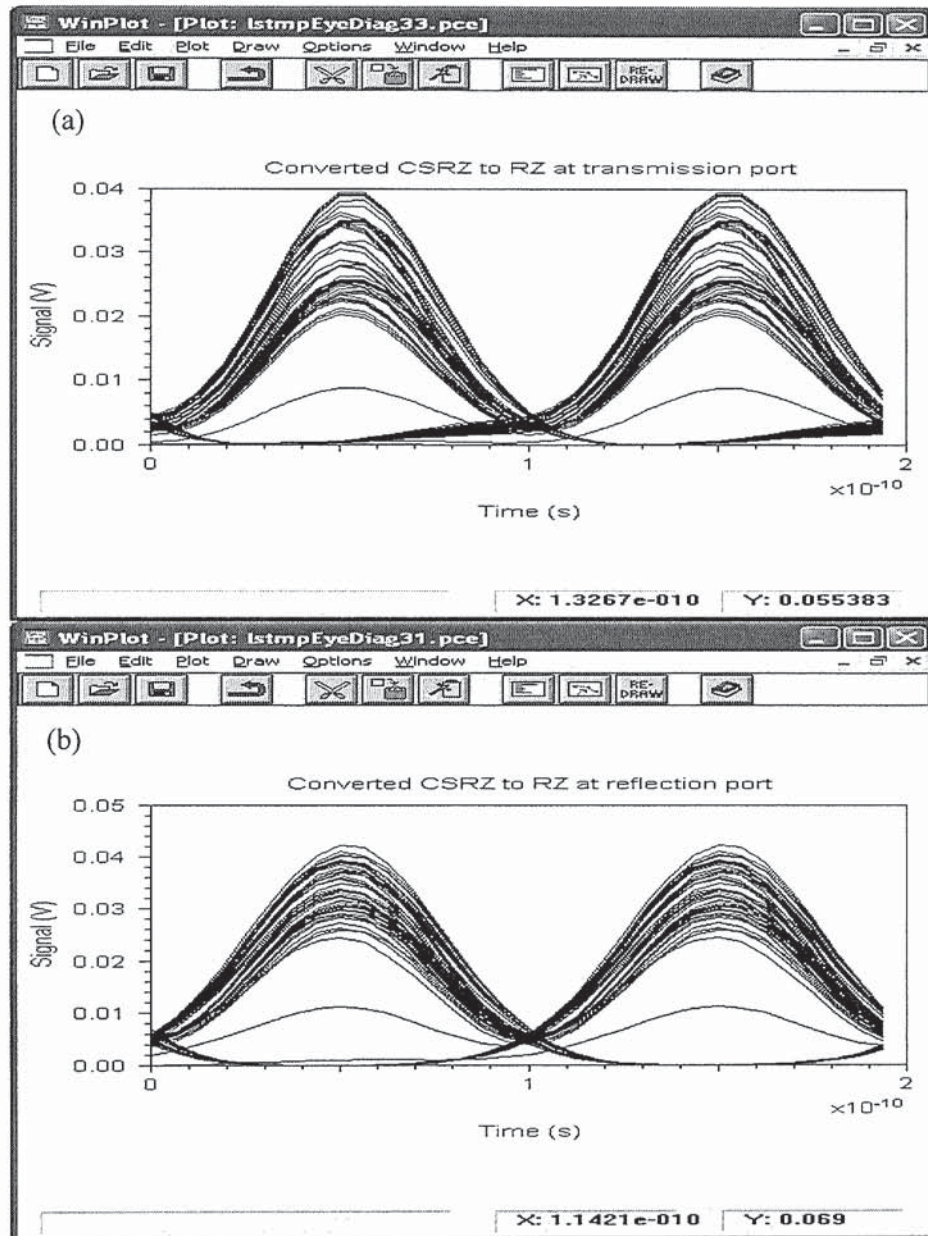 WinPlot - [Plot: lstmpEyeDiag33.pce]
File Edit Plot Draw Options Window Help
RE-
DRAW
(a)
Converted CSRZ to RZ at transmission port
0.04
0.03
0.02
0.01
0.00
Signal (V)
0 1 2
×10⁻¹⁰
Time (s)
X: 1.3267e-010 Y: 0.055383
WinPlot - [Plot: lstmpEyeDiag31.pce]
File Edit Plot Draw Options Window Help
RE-
DRAW
(b)
Converted CSRZ to RZ at reflection port
0.05
0.04
0.03
0.02
0.01
0.00
Signal (V)
0 1 2
×10⁻¹⁰
Time (s)
X: 1.1421e-010 Y: 0.069